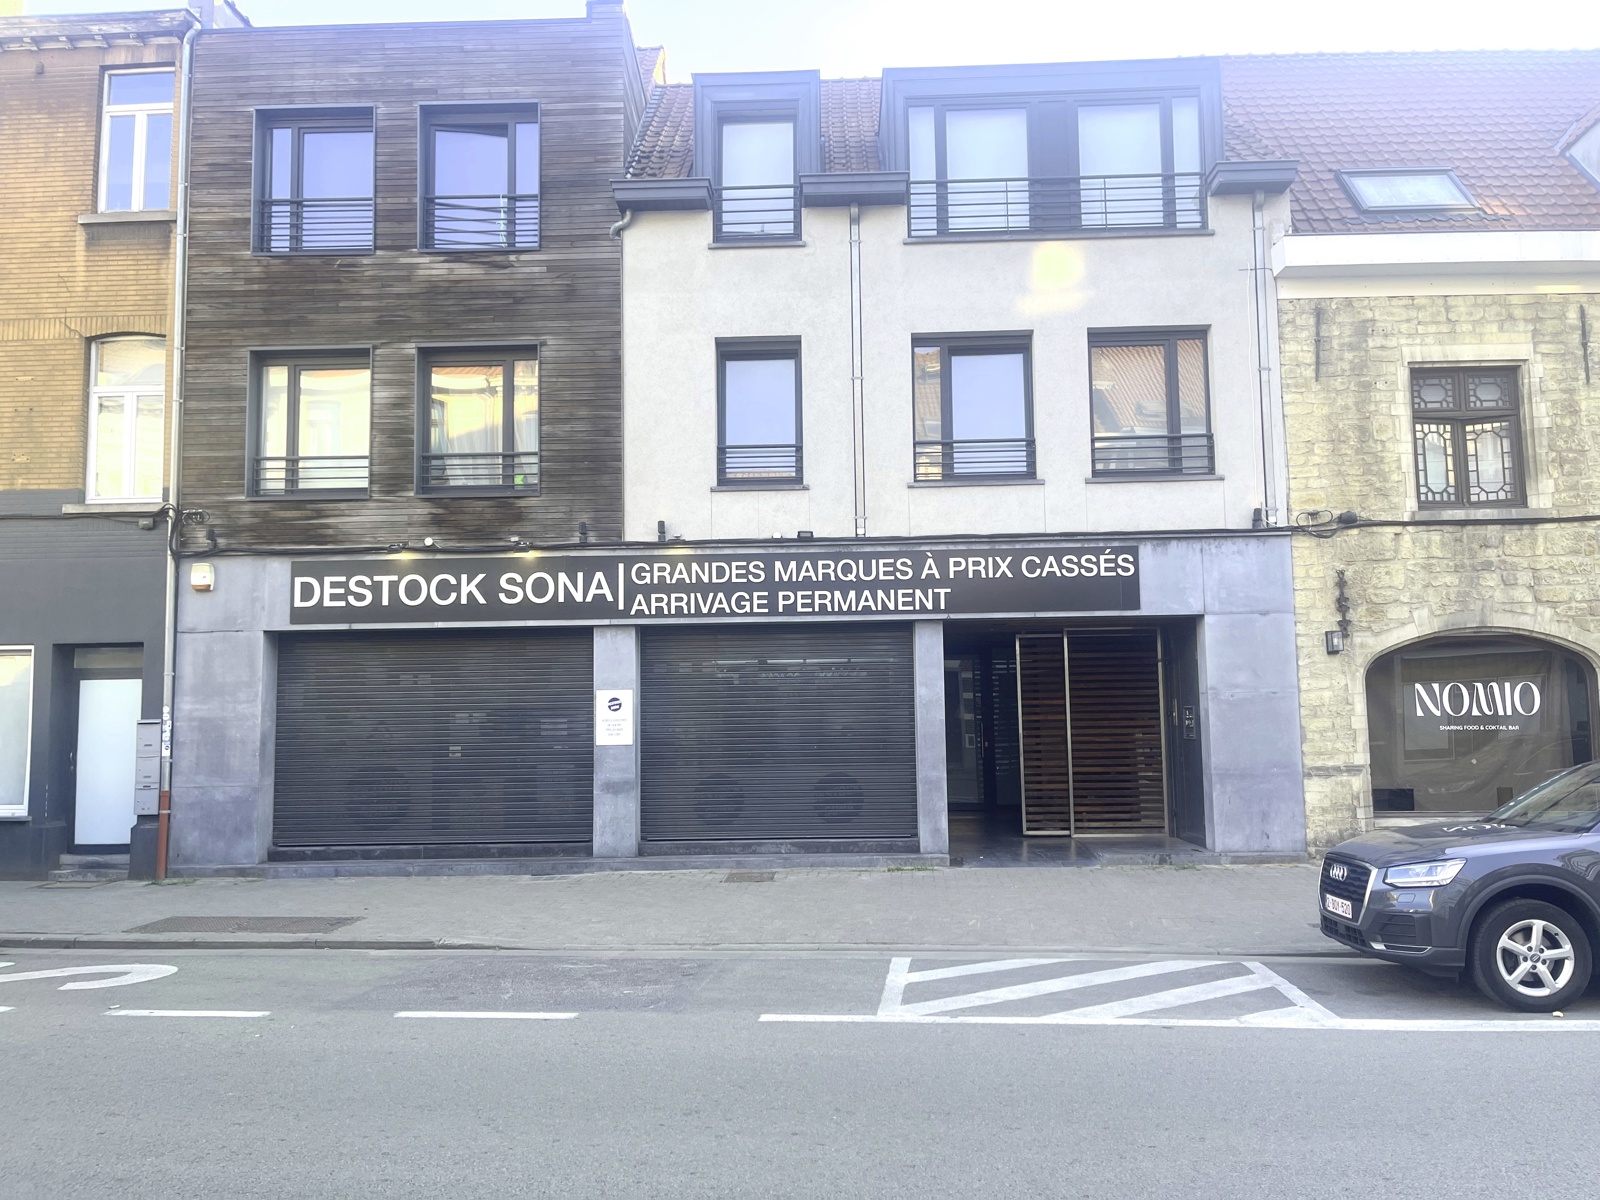 DESTOCK SONA
GRANDES MARQUES À PRIX CASSÉS
ARRIVAGE PERMANENT
NOMIO
SHARING FOOD & COKTAIL BAR